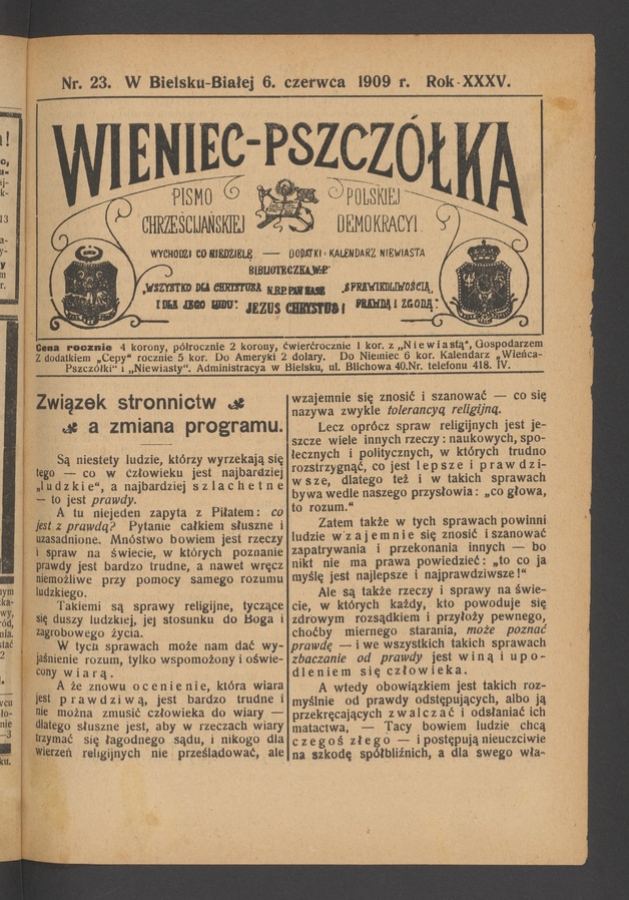 Nr. 23. W Bielsku-Białej 6. czerwca 1909 r. Rok XXXV.
WIENIEC-PSZCZÓŁKA
PISMO POLSKIEJ
CHRZEŚCIJAŃSKIEJ DEMOKRACYI
WYCHODZI CO NIEDZIELĘ — DODATKI: KALENDARZ NIEWIASTA
BIBLIOTECZKA W-P
„WSZYSTKO DLA CHRYSTUSA N.B.P. PAN NASZ „SPRAWIEDLIWOŚCIĄ,
I DLA JEGO LUDU". JEZUS CHRYSTUS! PRAWDĄ I ZGODĄ."
Cena rocznie 4 korony, półrocznie 2 korony, ćwierćrocznie 1 kor. z „Niewiastą", Gospodarzem
Z dodatkiem „Cepy" rocznie 5 kor. Do Ameryki 2 dolary. Do Niemiec 6 kor. Kalendarz „Wieńca-
Pszczółki" i „Niewiasty". Administracya w Bielsku, ul. Blichowa 40. Nr. telefonu 418. IV.
Związek stronnictw
a zmiana programu.
Są niestety ludzie, którzy wyrzekają się
tego — co w człowieku jest najbardziej
„ludzkie", a najbardziej szlachetne
— to jest prawdy.
A tu niejeden zapyta z Piłatem: co
jest z prawdą? Pytanie całkiem słuszne i
uzasadnione. Mnóstwo bowiem jest rzeczy
i spraw na świecie, w których poznanie
prawdy jest bardzo trudne, a nawet wręcz
niemożliwe przy pomocy samego rozumu
ludzkiego.
Takiemi są sprawy religijne, tyczące
się duszy ludzkiej, jej stosunku do Boga i
zagrobowego życia.
W tych sprawach może nam dać wy-
jaśnienie rozum, tylko wspomożony i oświe-
cony wiarą.
A że znowu ocenienie, która wiara
jest prawdziwą, jest bardzo trudne i
nie można zmusić człowieka do wiary —
dlatego słuszne jest, aby w rzeczach wiary
trzymać się łagodnego sądu, i nikogo dla
wierzeń religijnych nie prześladować, ale
wzajemnie się znosić i szanować — co się
nazywa zwykle tolerancyą religijną.
Lecz oprócz spraw religijnych jest je-
szcze wiele innych rzeczy: naukowych, spo-
łecznych i politycznych, w których trudno
rozstrzygnąć, co jest lepsze i prawdzi-
wsze, dlatego też i w takich sprawach
bywa wedle naszego przysłowia: „co głowa,
to rozum."
Zatem także w tych sprawach powinni
ludzie wzajemnie się znosić i szanować
zapatrywania i przekonania innych — bo
nikt nie ma prawa powiedzieć: „to co ja
myślę jest najlepsze i najprawdziwsze!"
Ale są także rzeczy i sprawy na świe-
cie, w których każdy, kto powoduje się
zdrowym rozsądkiem i przyłoży pewnego,
choćby miernego starania, może poznać
prawdę — i we wszystkich takich sprawach
zbaczanie od prawdy jest winą i upo-
dleniem się człowieka.
A wtedy obowiązkiem jest takich roz-
myślnie od prawdy odstępujących, albo ją
przekręcających zwalczać i odsłaniać ich
matactwa, — Tacy bowiem ludzie chcą
czegoś złego — i postępują nieuczciwie
na szkodę spółbliźnich, a dla swego wła-